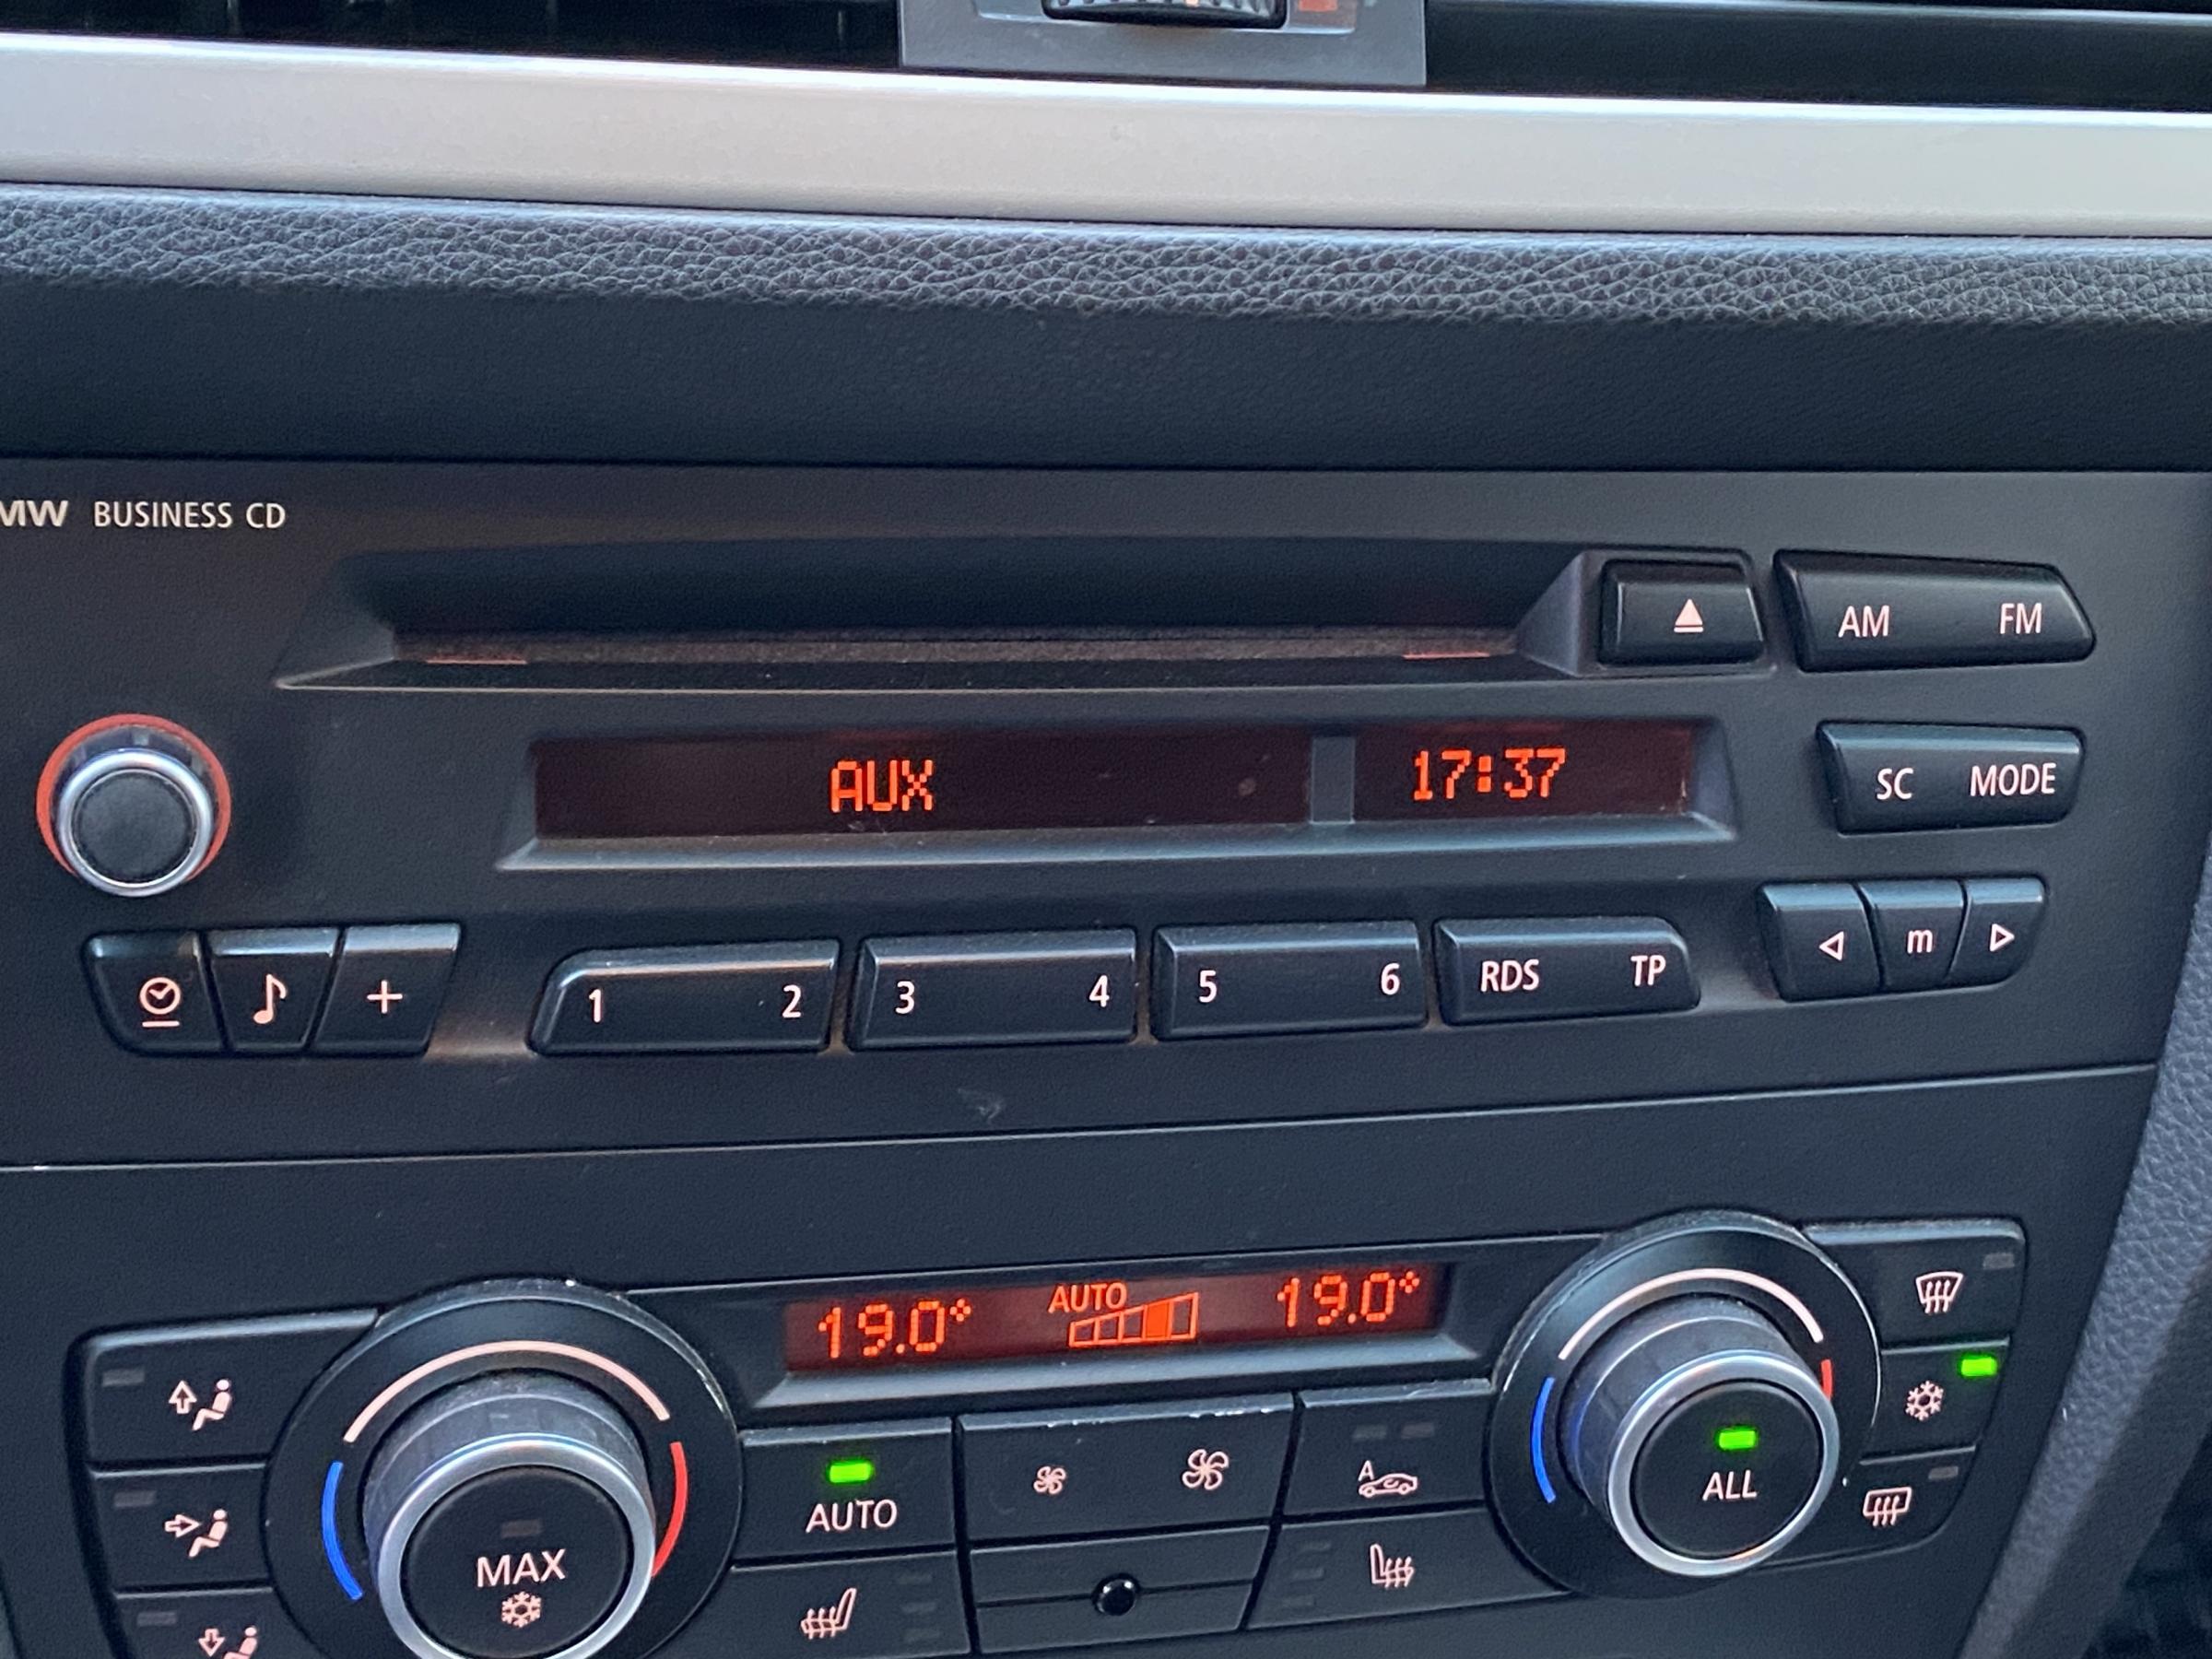 MW BUSINESS CD
AM FM
AUX 17:37
SC MODE
1 2 3 4 5 6 RDS TP m
19.0° AUTO 19.0°
A
AUTO
ALL
MAX